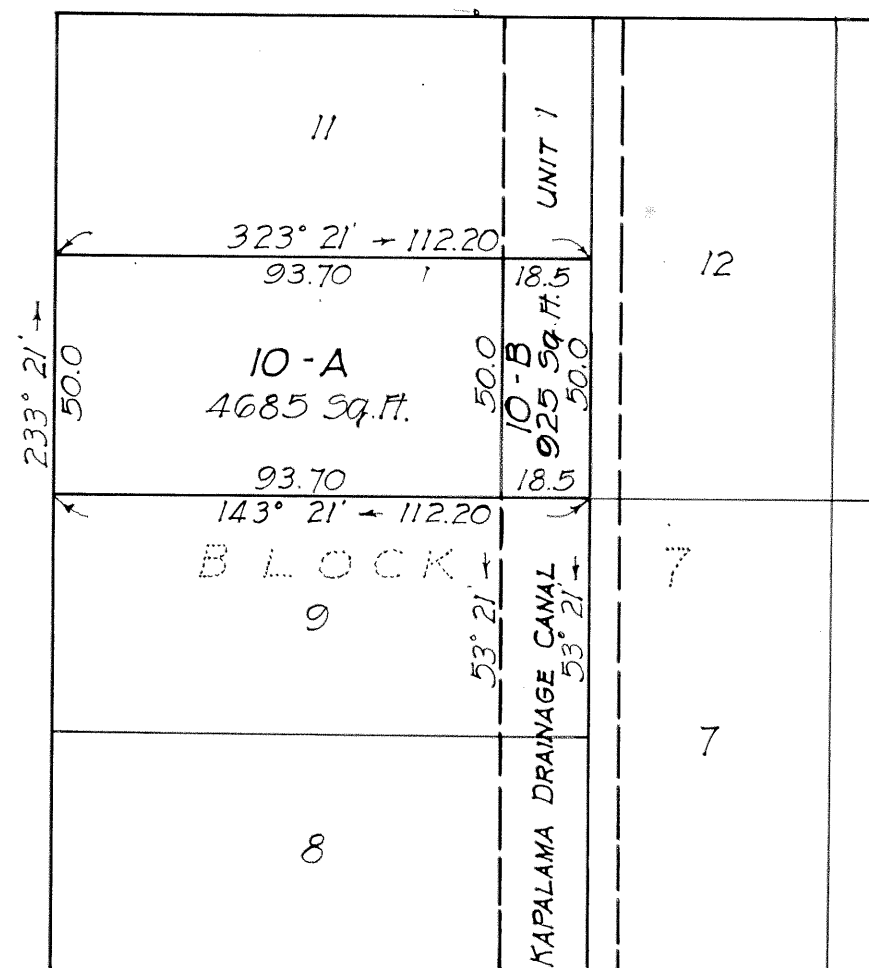 11
UNIT 1
323° 21' → 112.20
93.70
18.5
12
233° 21' →
50.0
10-A
4685 Sq.Ft.
50.0
10-B
925 Sq.Ft.
50.0
93.70
18.5
143° 21' ← 112.20
BLOCK 7
9
53° 21' →
KAPALAMA DRAINAGE CANAL
53° 21' →
7
8